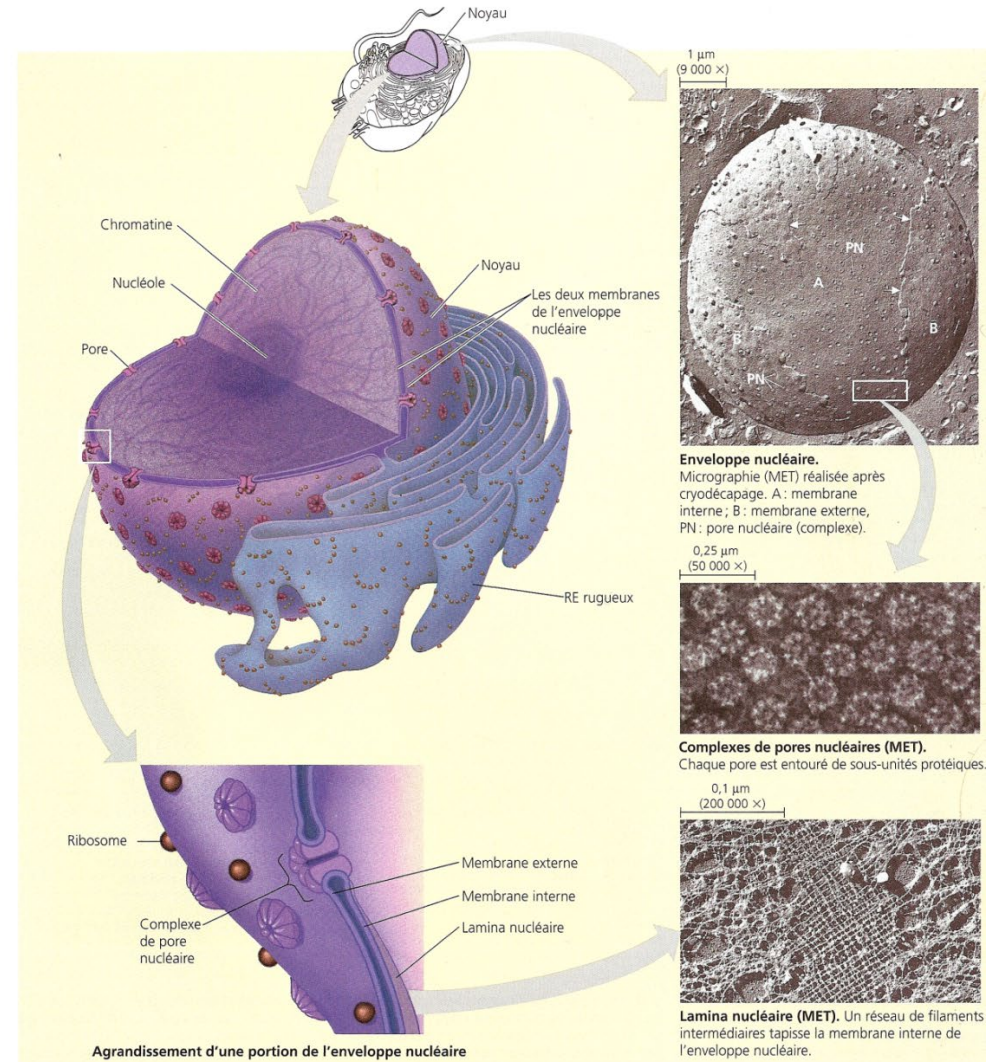 Noyau
1 µm
(9 000 ×)
Chromatine
Nucléole
Pore
Noyau
Les deux membranes
de l'enveloppe
nucléaire
RE rugueux
PN
A
B
B
PN
Enveloppe nucléaire.
Micrographie (MET) réalisée après
cryodécapage. A : membrane
interne ; B : membrane externe,
PN : pore nucléaire (complexe).
0,25 µm
(50 000 ×)
Complexes de pores nucléaires (MET).
Chaque pore est entouré de sous-unités protéiques.
0,1 µm
(200 000 ×)
Ribosome
Complexe
de pore
nucléaire
Membrane externe
Membrane interne
Lamina nucléaire
Agrandissement d'une portion de l'enveloppe nucléaire
Lamina nucléaire (MET). Un réseau de filaments
intermédiaires tapisse la membrane interne de
l'enveloppe nucléaire.